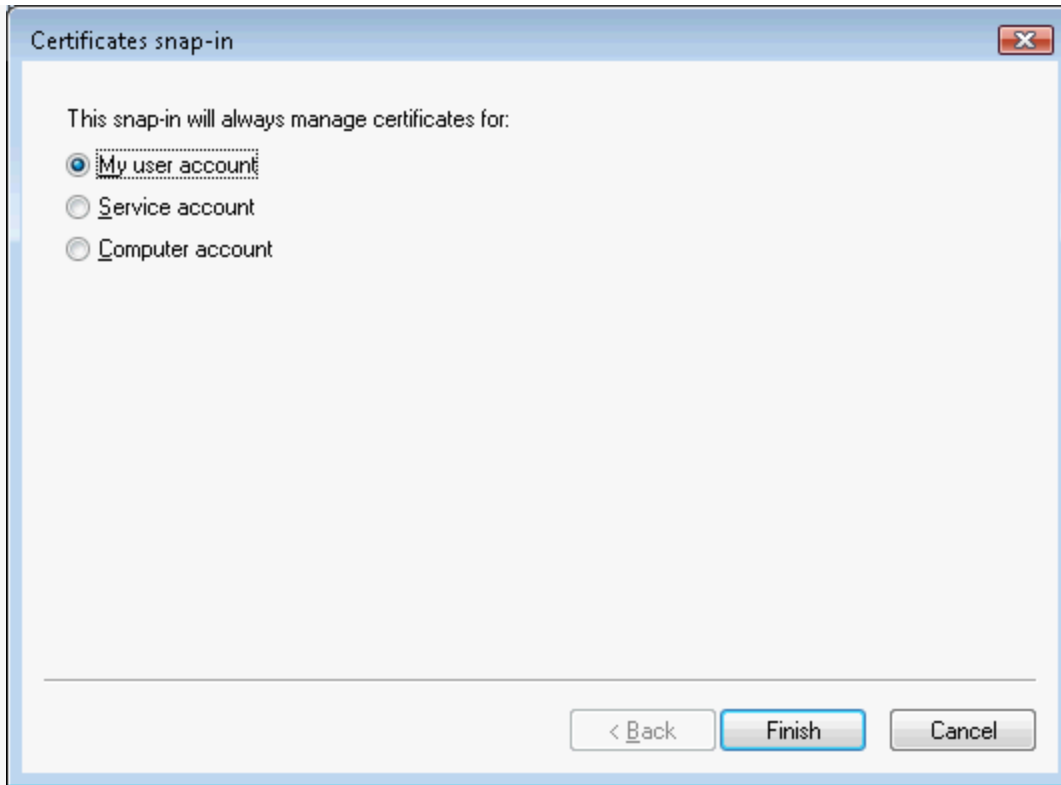 Certificates snap-in
This snap-in will always manage certificates for:
My user account
Service account
Computer account
< Back
Finish
Cancel